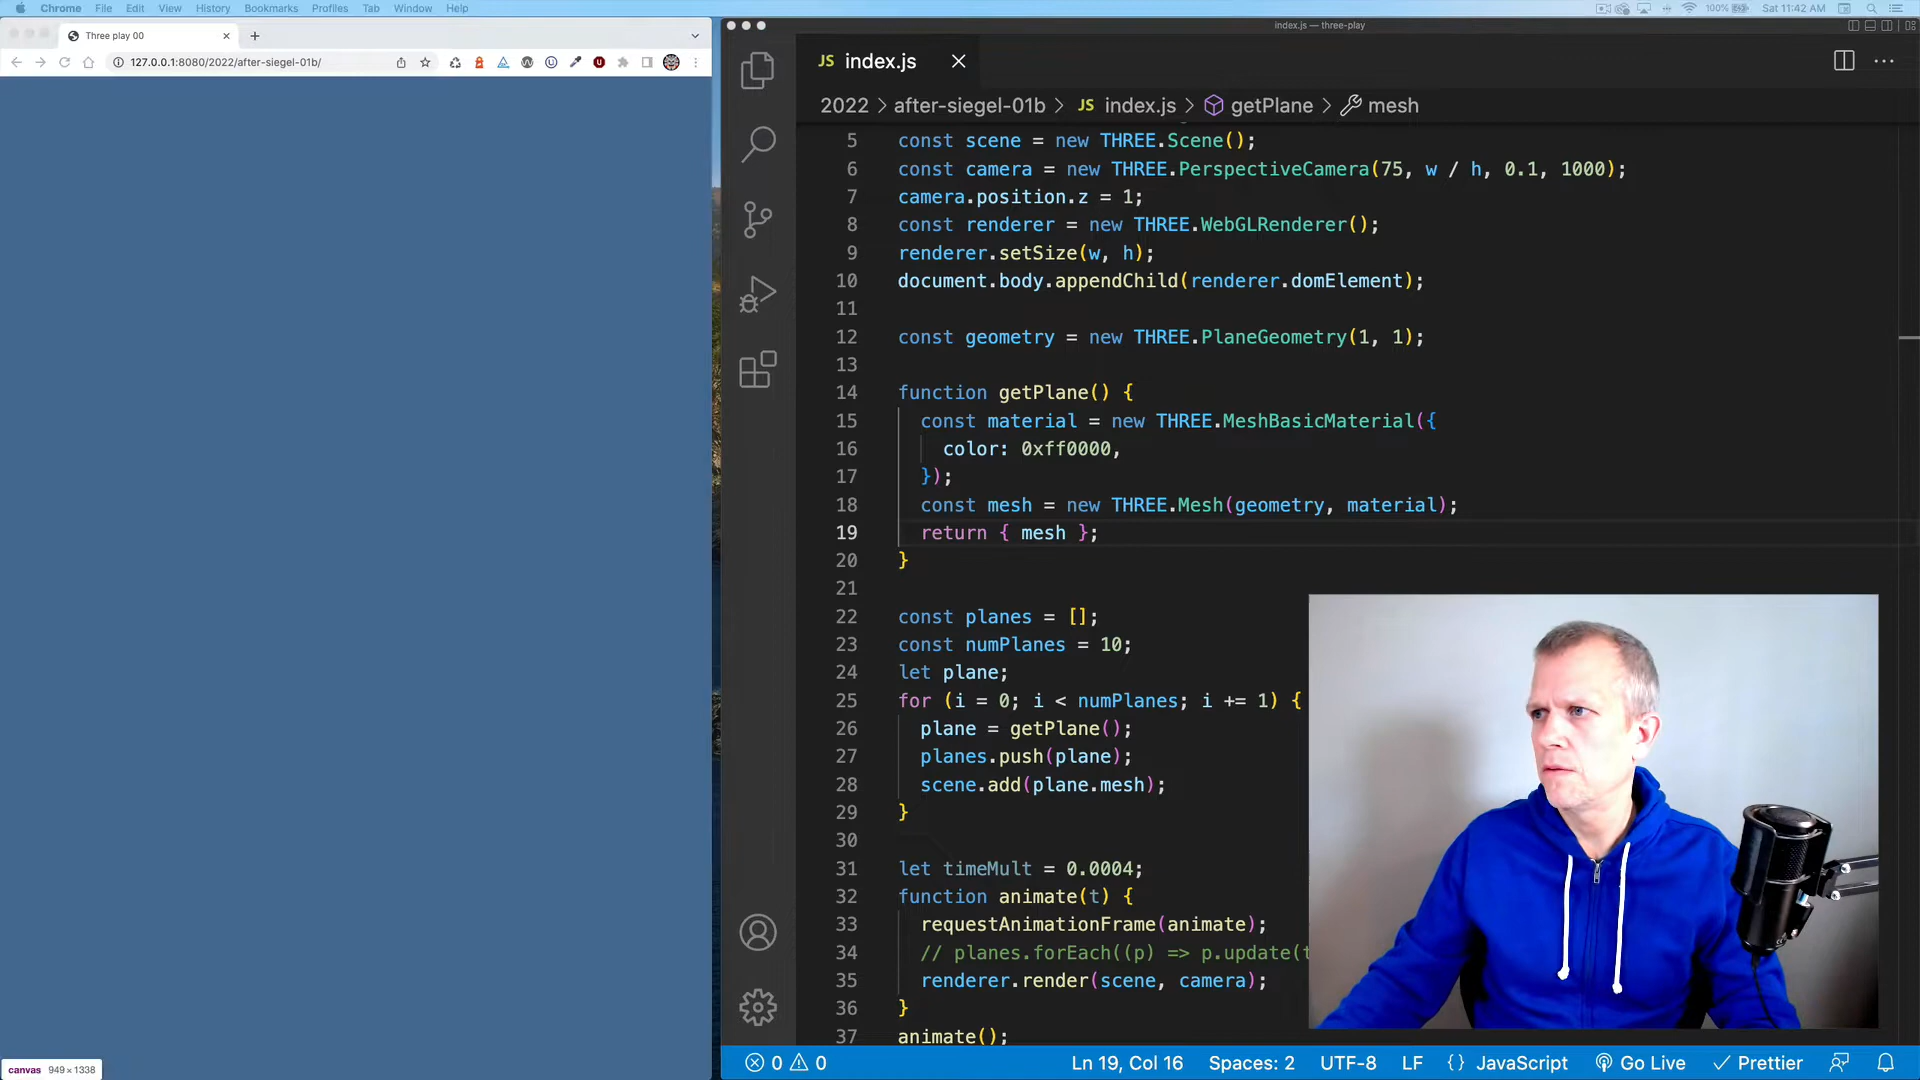 Chrome File Edit View History Bookmarks Profiles Tab Window Help
100% Sat 11:42 AM
Three play 00
127.0.0.1:8080/2022/after-siegel-01b/
index.js — three-play
JS index.js
2022 > after-siegel-01b > JS index.js > getPlane > mesh
5 const scene = new THREE.Scene();
6 const camera = new THREE.PerspectiveCamera(75, w / h, 0.1, 1000);
7 camera.position.z = 1;
8 const renderer = new THREE.WebGLRenderer();
9 renderer.setSize(w, h);
10 document.body.appendChild(renderer.domElement);
11
12 const geometry = new THREE.PlaneGeometry(1, 1);
13
14 function getPlane() {
15 const material = new THREE.MeshBasicMaterial({
16 color: 0xff0000,
17 });
18 const mesh = new THREE.Mesh(geometry, material);
19 return { mesh };
20 }
21
22 const planes = [];
23 const numPlanes = 10;
24 let plane;
25 for (i = 0; i < numPlanes; i += 1) {
26 plane = getPlane();
27 planes.push(plane);
28 scene.add(plane.mesh);
29 }
30
31 let timeMult = 0.0004;
32 function animate(t) {
33 requestAnimationFrame(animate);
34 // planes.forEach((p) => p.update(t
35 renderer.render(scene, camera);
36 }
37 animate();
canvas 949 × 1338
0 0 Ln 19, Col 16 Spaces: 2 UTF-8 LF {} JavaScript Go Live Prettier